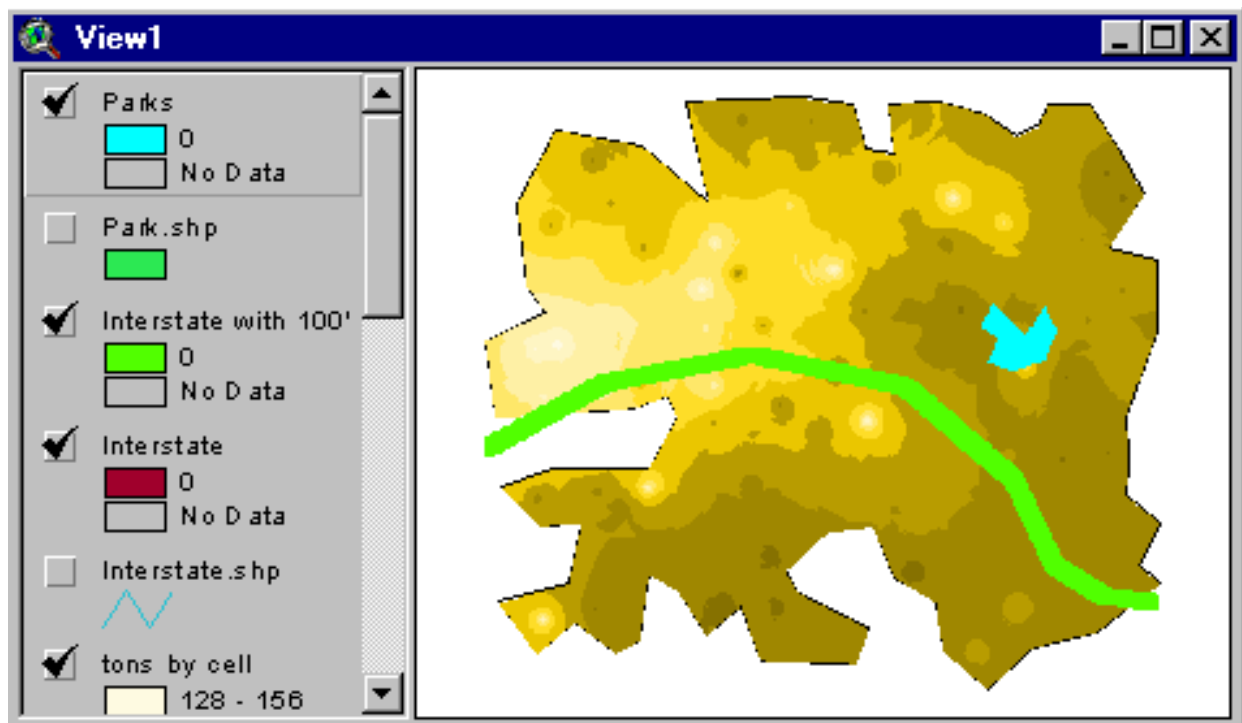 View1
Parks
0
No Data
Park.shp
Interstate with 100'
0
No Data
Interstate
0
No Data
Interstate.shp
tons by cell
128 - 156